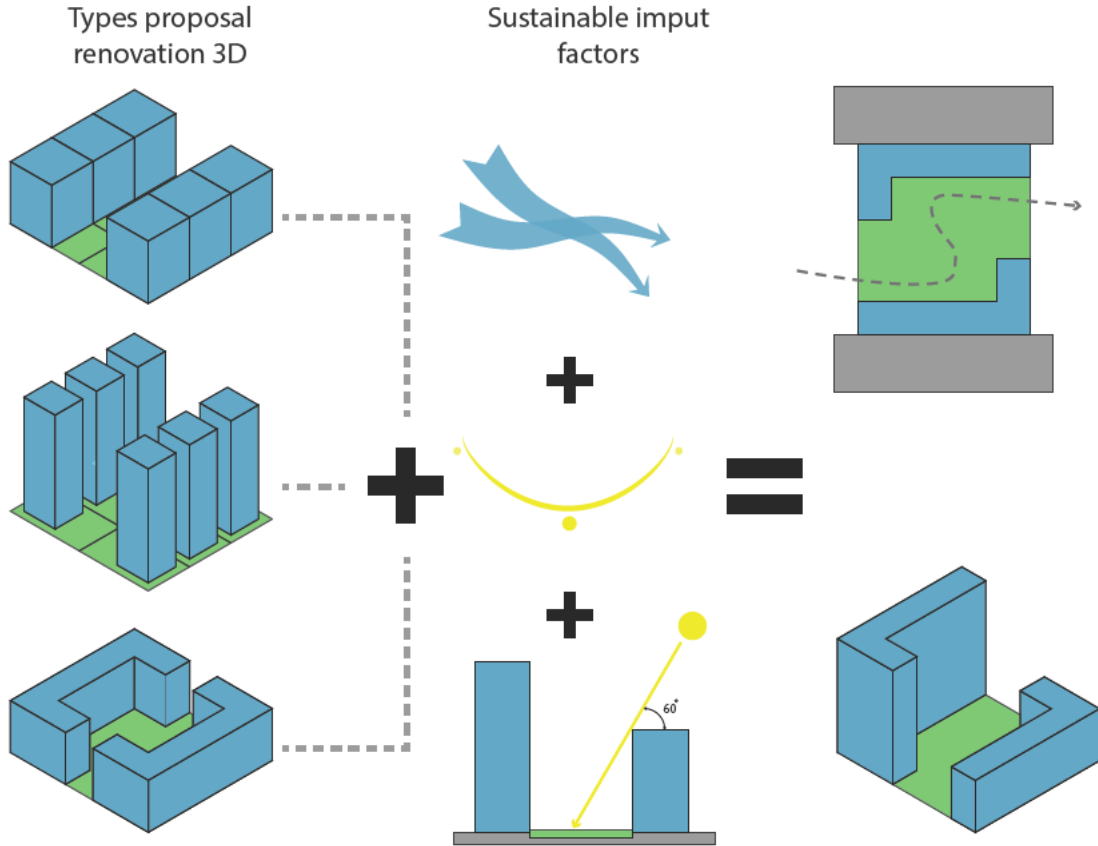 Types proposal
renovation 3D
Sustainable imput
factors
60°